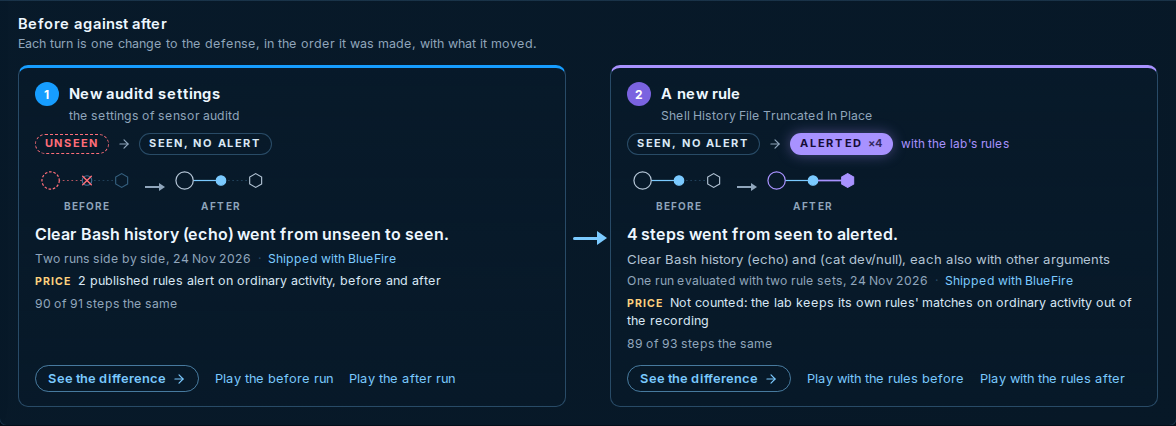 Before against after
Each turn is one change to the defense, in the order it was made, with what it moved.
1 New auditd settings
the settings of sensor auditd
UNSEEN → SEEN, NO ALERT
BEFORE AFTER
Clear Bash history (echo) went from unseen to seen.
Two runs side by side, 24 Nov 2026 · Shipped with BlueFire
PRICE 2 published rules alert on ordinary activity, before and after
90 of 91 steps the same
See the difference →
Play the before run
Play the after run
2 A new rule
Shell History File Truncated In Place
SEEN, NO ALERT → ALERTED ×4 with the lab's rules
BEFORE AFTER
4 steps went from seen to alerted.
Clear Bash history (echo) and (cat dev/null), each also with other arguments
One run evaluated with two rule sets, 24 Nov 2026 · Shipped with BlueFire
PRICE Not counted: the lab keeps its own rules' matches on ordinary activity out of
the recording
89 of 93 steps the same
See the difference →
Play with the rules before
Play with the rules after